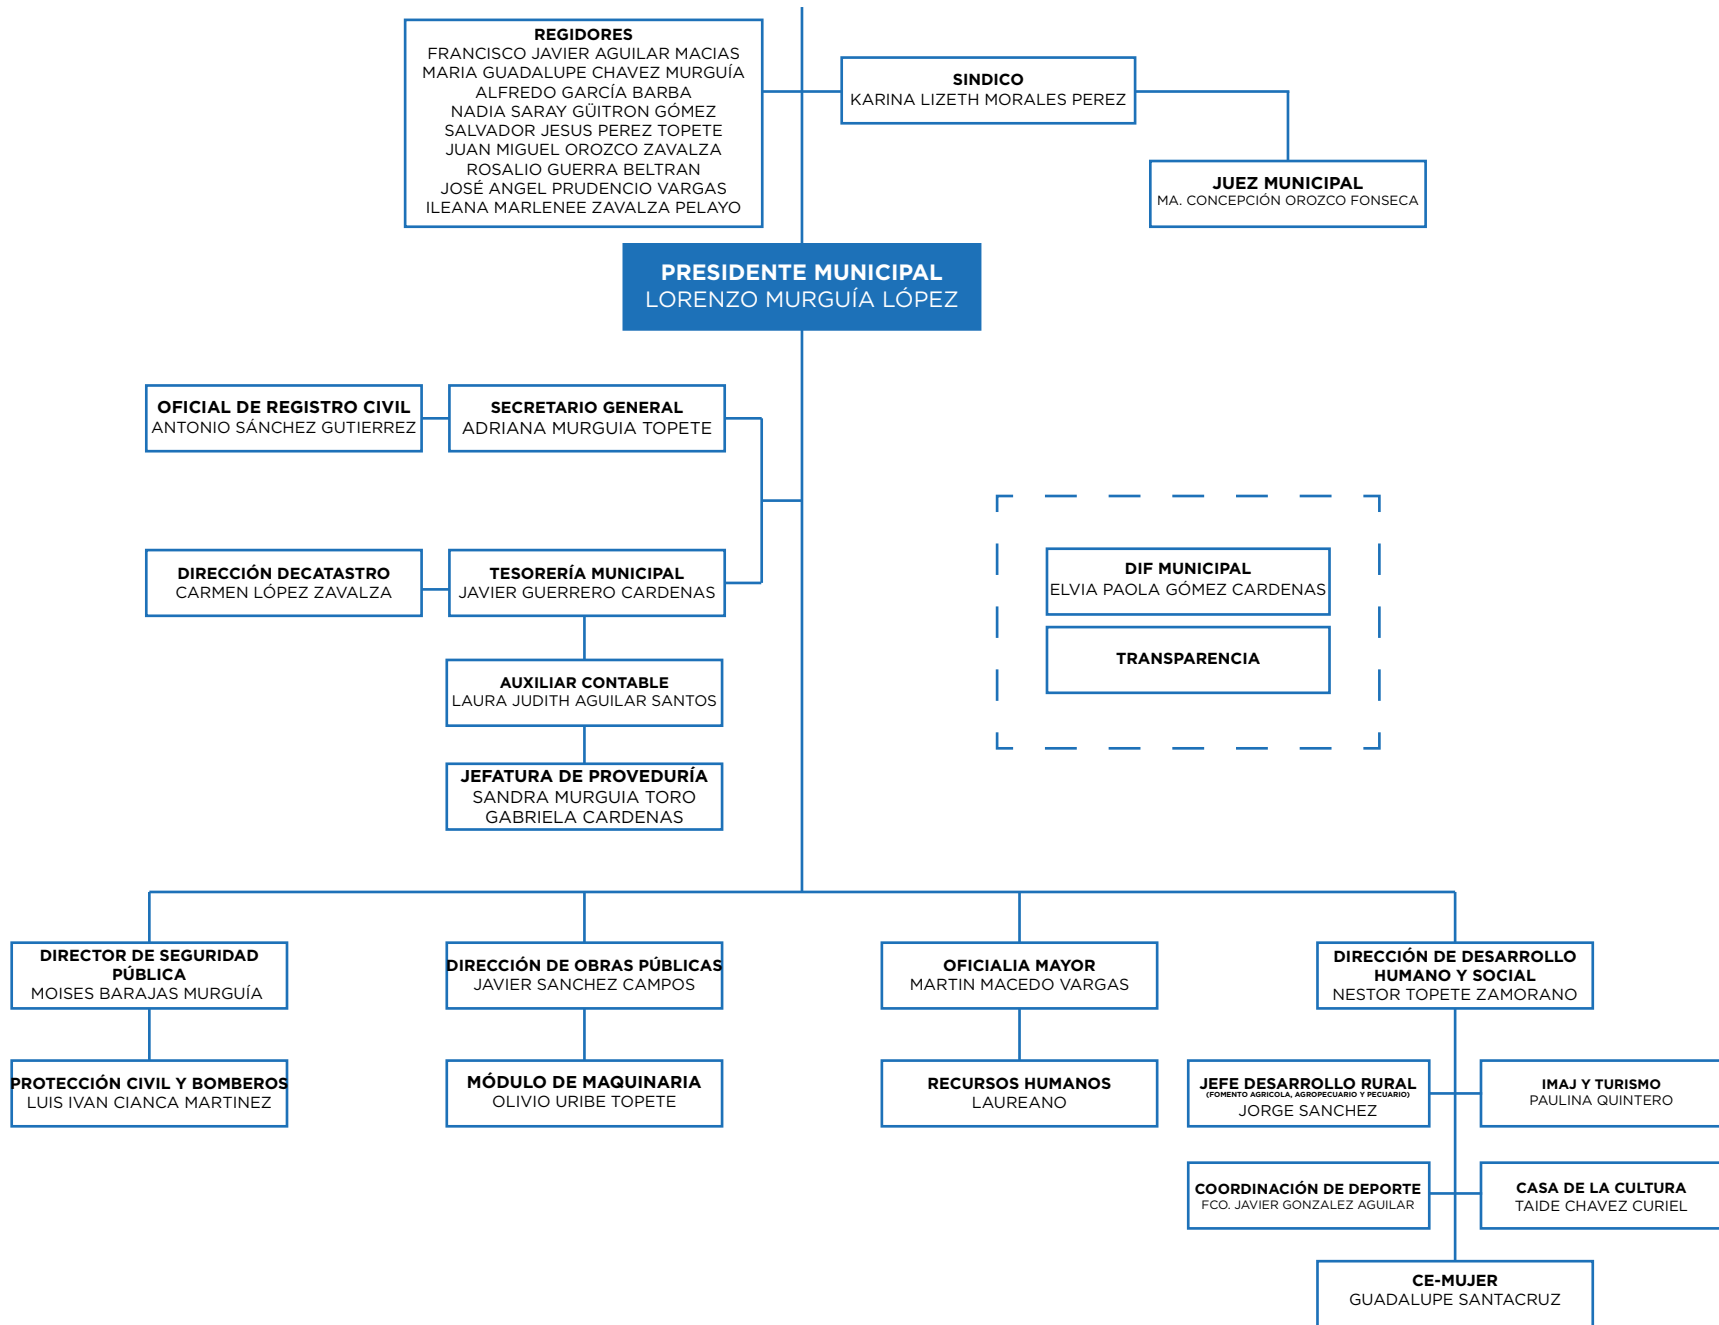 REGIDORES
FRANCISCO JAVIER AGUILAR MACIAS
MARIA GUADALUPE CHAVEZ MURGUÍA
ALFREDO GARCÍA BARBA
NADIA SARAY GÜITRON GÓMEZ
SALVADOR JESUS PEREZ TOPETE
JUAN MIGUEL OROZCO ZAVALZA
ROSALIO GUERRA BELTRAN
JOSÉ ANGEL PRUDENCIO VARGAS
ILEANA MARLENEE ZAVALZA PELAYO
SINDICO
KARINA LIZETH MORALES PEREZ
JUEZ MUNICIPAL
MA. CONCEPCIÓN OROZCO FONSECA
PRESIDENTE MUNICIPAL
LORENZO MURGUÍA LÓPEZ
OFICIAL DE REGISTRO CIVIL
ANTONIO SÁNCHEZ GUTIERREZ
SECRETARIO GENERAL
ADRIANA MURGUIA TOPETE
DIRECCIÓN DECATASTRO
CARMEN LÓPEZ ZAVALZA
TESORERÍA MUNICIPAL
JAVIER GUERRERO CARDENAS
DIF MUNICIPAL
ELVIA PAOLA GÓMEZ CARDENAS
TRANSPARENCIA
AUXILIAR CONTABLE
LAURA JUDITH AGUILAR SANTOS
JEFATURA DE PROVEDURÍA
SANDRA MURGUIA TORO
GABRIELA CARDENAS
DIRECTOR DE SEGURIDAD
PÚBLICA
MOISES BARAJAS MURGUÍA
DIRECCIÓN DE OBRAS PÚBLICAS
JAVIER SANCHEZ CAMPOS
OFICIALIA MAYOR
MARTIN MACEDO VARGAS
DIRECCIÓN DE DESARROLLO
HUMANO Y SOCIAL
NESTOR TOPETE ZAMORANO
PROTECCIÓN CIVIL Y BOMBEROS
LUIS IVAN CIANCA MARTINEZ
MÓDULO DE MAQUINARIA
OLIVIO URIBE TOPETE
RECURSOS HUMANOS
LAUREANO
JEFE DESARROLLO RURAL
(FOMENTO AGRICOLA, AGROPECUARIO Y PECUARIO)
JORGE SANCHEZ
IMAJ Y TURISMO
PAULINA QUINTERO
COORDINACIÓN DE DEPORTE
FCO. JAVIER GONZALEZ AGUILAR
CASA DE LA CULTURA
TAIDE CHAVEZ CURIEL
CE-MUJER
GUADALUPE SANTACRUZ